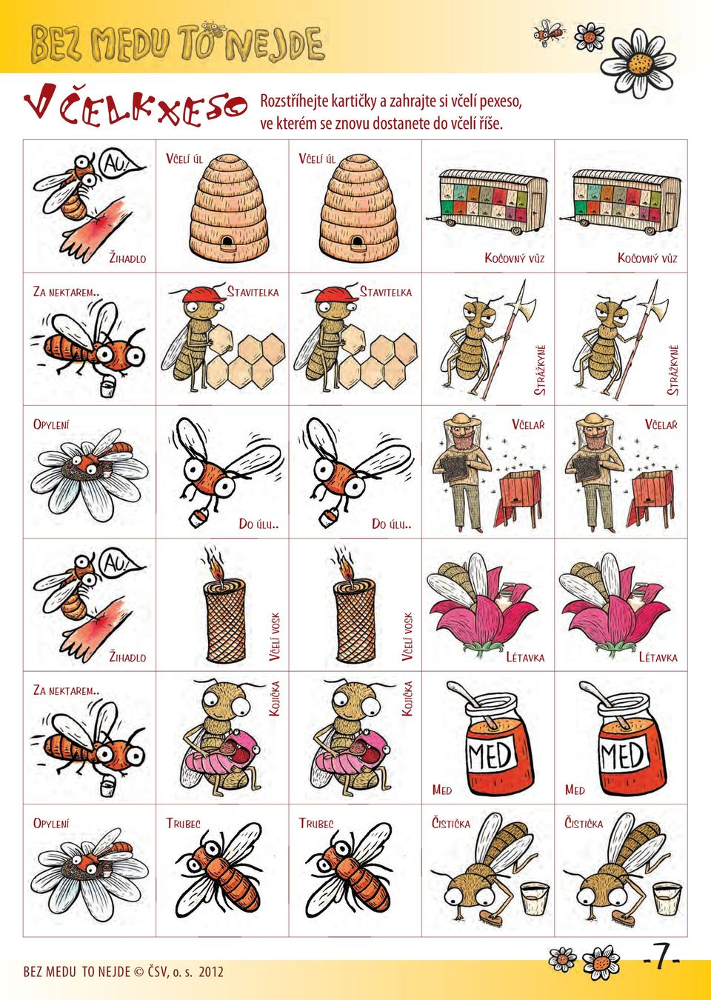 BEZ MEDU TO NEJDE
VČELKXESO
Rozstříhejte kartičky a zahrajte si včelí pexeso,
ve kterém se znovu dostanete do včelí říše.
AU!
Žihadlo
Včelí úl
Včelí úl
Kočovný vůz
Kočovný vůz
Za nektarem..
Stavitelka
Stavitelka
Strážkyně
Strážkyně
Opylení
Do úlu..
Do úlu..
Včelař
Včelař
AU!
Žihadlo
Včelí vosk
Včelí vosk
Létavka
Létavka
Za nektarem..
Kojička
Kojička
MED
Med
MED
Med
Opylení
Trubec
Trubec
Čistička
Čistička
BEZ MEDU TO NEJDE © ČSV, o. s. 2012
-7-